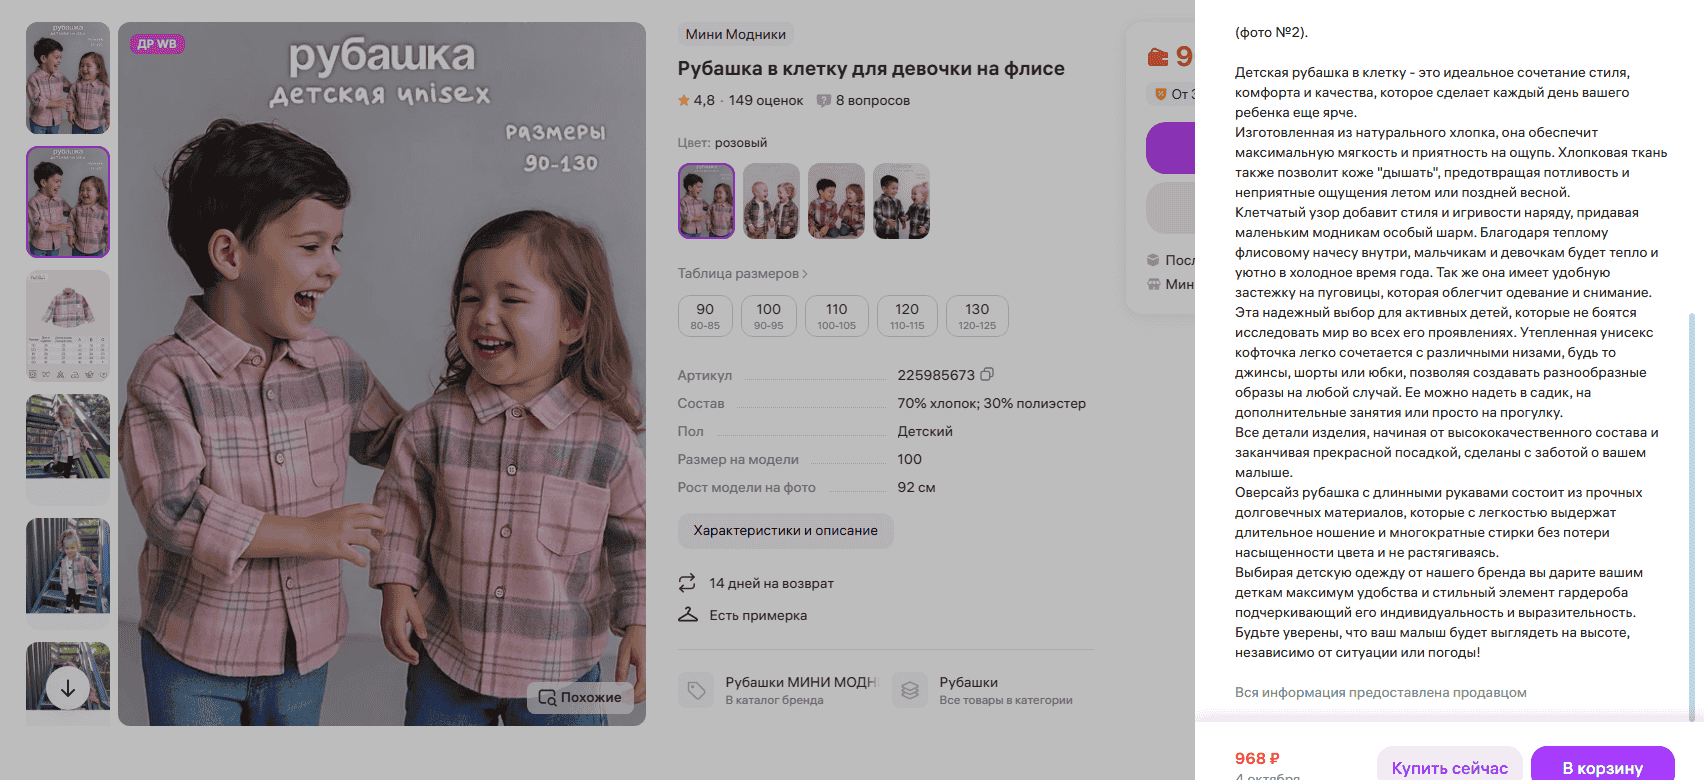 рубашка
детская unisex
ДР WB
размеры
90-130
Похожие
Мини Модники
Рубашка в клетку для девочки на флисе
4,8 · 149 оценок 8 вопросов
Цвет: розовый
Таблица размеров
90 100 110 120 130
80-85 90-95 100-105 110-115 120-125
Артикул 225985673
Состав 70% хлопок; 30% полиэстер
Пол Детский
Размер на модели 100
Рост модели на фото 92 см
Характеристики и описание
14 дней на возврат
Есть примерка
Рубашки МИНИ МОДН
В каталог бренда
Рубашки
Все товары в категории
9
От 3
Посл
Мин
(фото №2).
Детская рубашка в клетку - это идеальное сочетание стиля,
комфорта и качества, которое сделает каждый день вашего
ребенка еще ярче.
Изготовленная из натурального хлопка, она обеспечит
максимальную мягкость и приятность на ощупь. Хлопковая ткань
также позволит коже "дышать", предотвращая потливость и
неприятные ощущения летом или поздней весной.
Клетчатый узор добавит стиля и игривости наряду, придавая
маленьким модникам особый шарм. Благодаря теплому
флисовому начесу внутри, мальчикам и девочкам будет тепло и
уютно в холодное время года. Так же она имеет удобную
застежку на пуговицы, которая облегчит одевание и снимание.
Эта надежный выбор для активных детей, которые не боятся
исследовать мир во всех его проявлениях. Утепленная унисекс
кофточка легко сочетается с различными низами, будь то
джинсы, шорты или юбки, позволяя создавать разнообразные
образы на любой случай. Ее можно надеть в садик, на
дополнительные занятия или просто на прогулку.
Все детали изделия, начиная от высококачественного состава и
заканчивая прекрасной посадкой, сделаны с заботой о вашем
малыше.
Оверсайз рубашка с длинными рукавами состоит из прочных
долговечных материалов, которые с легкостью выдержат
длительное ношение и многократные стирки без потери
насыщенности цвета и не растягиваясь.
Выбирая детскую одежду от нашего бренда вы дарите вашим
деткам максимум удобства и стильный элемент гардероба
подчеркивающий его индивидуальность и выразительность.
Будьте уверены, что ваш малыш будет выглядеть на высоте,
независимо от ситуации или погоды!
Вся информация предоставлена продавцом
968 ₽
4 октября
Купить сейчас
В корзину